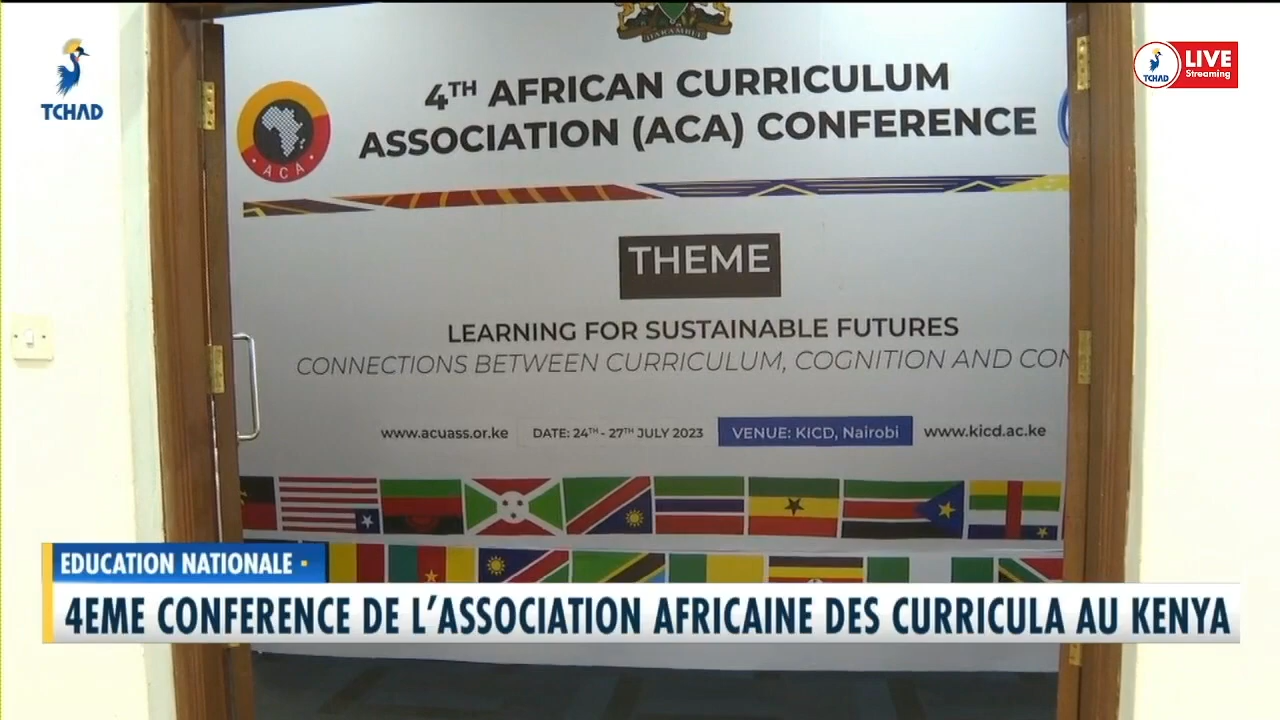 HARAMBEE
TCHAD
LIVE
Streaming
TCHAD
4TH AFRICAN CURRICULUM
ASSOCIATION (ACA) CONFERENCE
ACA
THEME
LEARNING FOR SUSTAINABLE FUTURES
CONNECTIONS BETWEEN CURRICULUM, COGNITION AND CON
www.acuass.or.ke DATE: 24TH - 27TH JULY 2023 VENUE: KICD, Nairobi www.kicd.ac.ke
EDUCATION NATIONALE
4EME CONFERENCE DE L'ASSOCIATION AFRICAINE DES CURRICULA AU KENYA